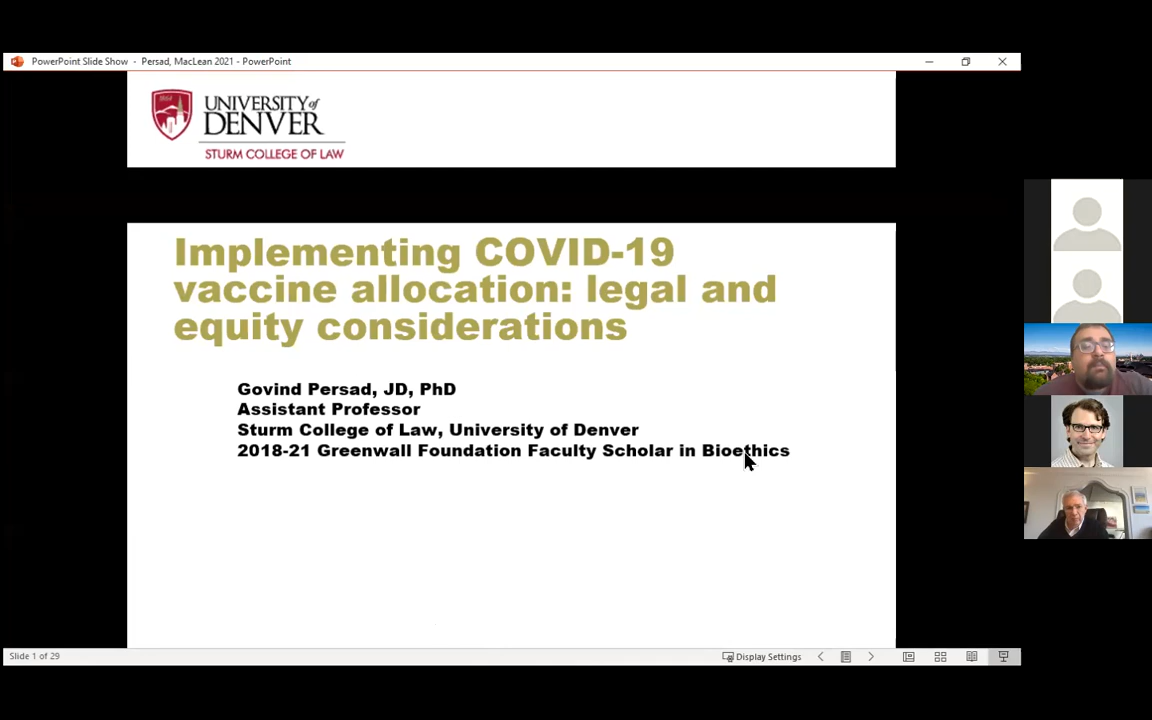 PowerPoint Slide Show - Persad, MacLean 2021 - PowerPoint
UNIVERSITY of
DENVER
STURM COLLEGE OF LAW
Implementing COVID-19
vaccine allocation: legal and
equity considerations
Govind Persad, JD, PhD
Assistant Professor
Sturm College of Law, University of Denver
2018-21 Greenwall Foundation Faculty Scholar in Bioethics
Slide 1 of 29
Display Settings